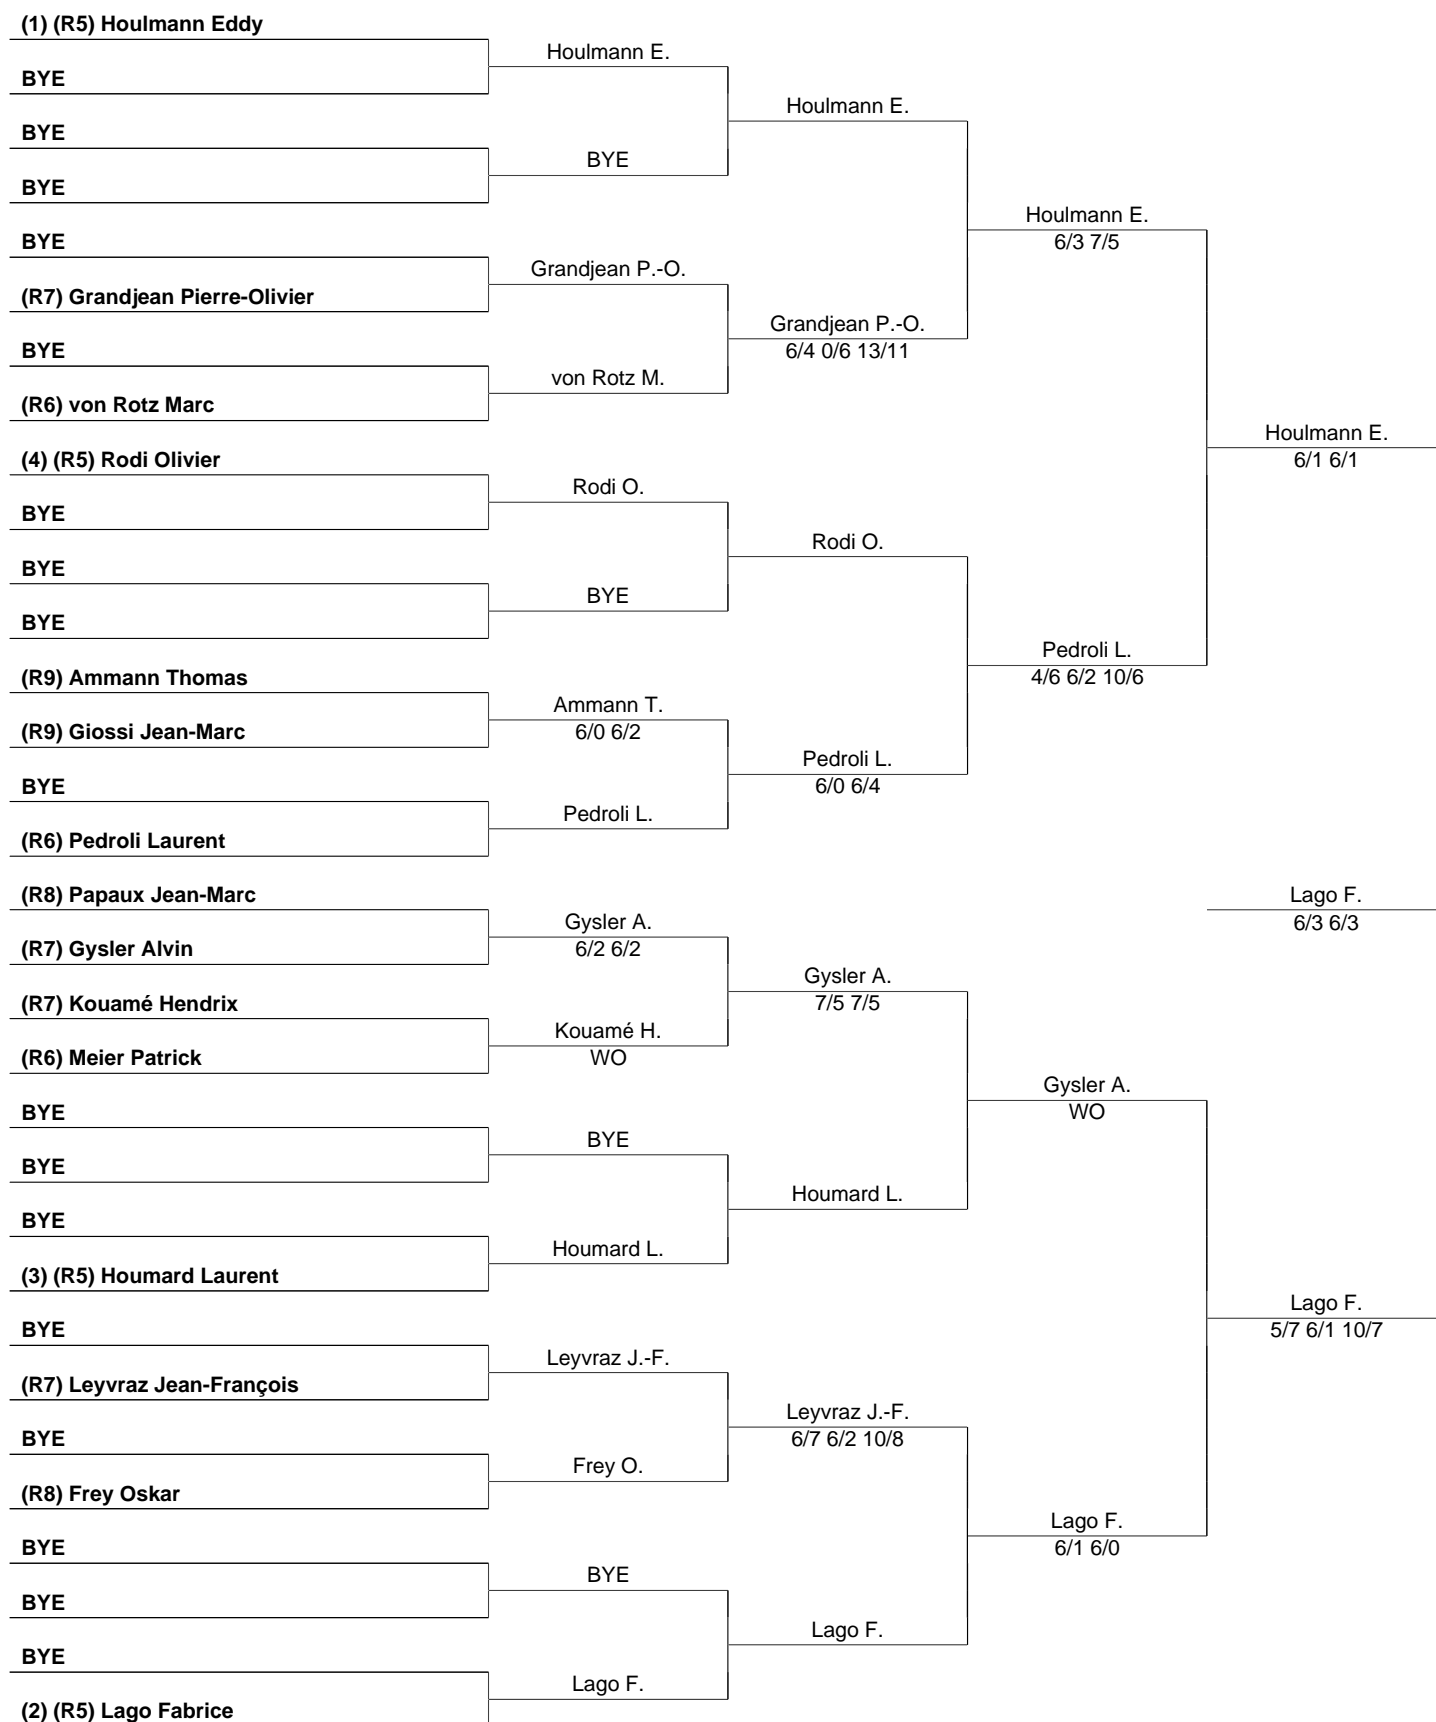 (1) (R5) Houlmann Eddy
BYE
BYE
BYE
BYE
(R7) Grandjean Pierre-Olivier
BYE
(R6) von Rotz Marc
(4) (R5) Rodi Olivier
BYE
BYE
BYE
(R9) Ammann Thomas
(R9) Giossi Jean-Marc
BYE
(R6) Pedroli Laurent
(R8) Papaux Jean-Marc
(R7) Gysler Alvin
(R7) Kouamé Hendrix
(R6) Meier Patrick
BYE
BYE
BYE
(3) (R5) Houmard Laurent
BYE
(R7) Leyvraz Jean-François
BYE
(R8) Frey Oskar
BYE
BYE
BYE
(2) (R5) Lago Fabrice
Houlmann E.
BYE
Grandjean P.-O.
von Rotz M.
Rodi O.
BYE
Ammann T.
6/0 6/2
Pedroli L.
Gysler A.
6/2 6/2
Kouamé H.
WO
BYE
Houmard L.
Leyvraz J.-F.
Frey O.
BYE
Lago F.
Houlmann E.
Grandjean P.-O.
6/4 0/6 13/11
Rodi O.
Pedroli L.
6/0 6/4
Gysler A.
7/5 7/5
Houmard L.
Leyvraz J.-F.
6/7 6/2 10/8
Lago F.
Houlmann E.
6/3 7/5
Pedroli L.
4/6 6/2 10/6
Gysler A.
WO
Lago F.
6/1 6/0
Houlmann E.
6/1 6/1
Lago F.
6/3 6/3
Lago F.
5/7 6/1 10/7